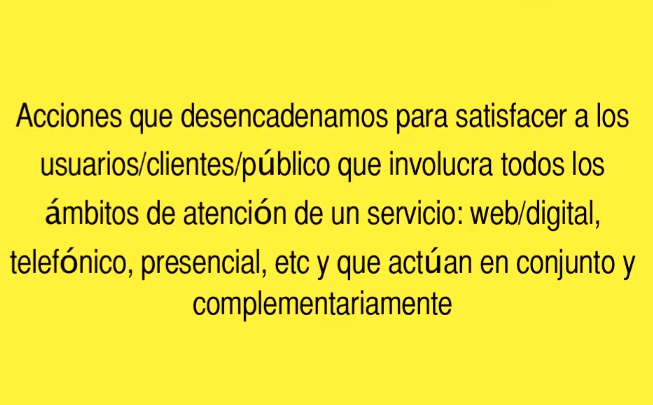 Acciones que desencadenamos para satisfacer a los
usuarios/clientes/público que involucra todos los
ámbitos de atención de un servicio: web/digital,
telefónico, presencial, etc y que actúan en conjunto y
complementariamente